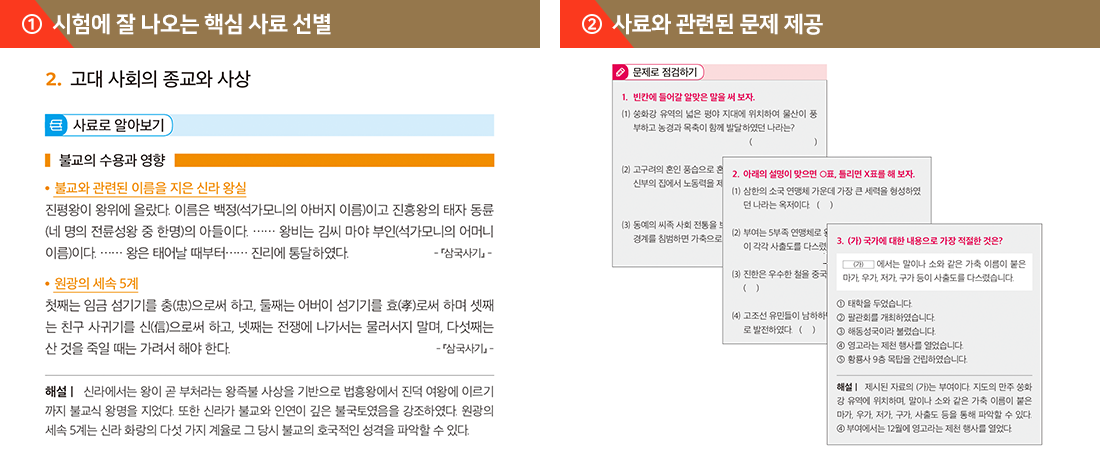 ① 시험에 잘 나오는 핵심 사료 선별
2. 고대 사회의 종교와 사상
사료로 알아보기
불교의 수용과 영향
• 불교와 관련된 이름을 지은 신라 왕실
진평왕이 왕위에 올랐다. 이름은 백정(석가모니의 아버지 이름)이고 진흥왕의 태자 동륜
(네 명의 전륜성왕 중 한명)의 아들이다. …… 왕비는 김씨 마야 부인(석가모니의 어머니
이름)이다. …… 왕은 태어날 때부터…… 진리에 통달하였다. -『삼국사기』-
• 원광의 세속 5계
첫째는 임금 섬기기를 충(忠)으로써 하고, 둘째는 어버이 섬기기를 효(孝)로써 하며 셋째
는 친구 사귀기를 신(信)으로써 하고, 넷째는 전쟁에 나가서는 물러서지 말며, 다섯째는
산 것을 죽일 때는 가려서 해야 한다. -『삼국사기』-
해설 | 신라에서는 왕이 곧 부처라는 왕즉불 사상을 기반으로 법흥왕에서 진덕 여왕에 이르기
까지 불교식 왕명을 지었다. 또한 신라가 불교와 인연이 깊은 불국토였음을 강조하였다. 원광의
세속 5계는 신라 화랑의 다섯 가지 계율로 그 당시 불교의 호국적인 성격을 파악할 수 있다.
② 사료와 관련된 문제 제공
문제로 점검하기
1. 빈칸에 들어갈 알맞은 말을 써 보자.
(1) 쑹화강 유역의 넓은 평야 지대에 위치하여 물산이 풍
부하고 농경과 목축이 함께 발달하였던 나라는?
( )
(2) 고구려의 혼인 풍습으로 혼
신부의 집에서 노동력을 제
(3) 동예의 씨족 사회 전통을 보
경계를 침범하면 가축으로
2. 아래의 설명이 맞으면 O표, 틀리면 X표를 해 보자.
(1) 삼한의 소국 연맹체 가운데 가장 큰 세력을 형성하였
던 나라는 옥저이다. ( )
(2) 부여는 5부족 연맹체로 왕
이 각각 사출도를 다스렸
(3) 진한은 우수한 철을 중국
( )
(4) 고조선 유민들이 남하하
로 발전하였다. ( )
3. (가) 국가에 대한 내용으로 가장 적절한 것은?
(가) 에서는 말이나 소와 같은 가축 이름이 붙은
마가, 우가, 저가, 구가 등이 사출도를 다스렸습니다.
① 태학을 두었습니다.
② 팔관회를 개최하였습니다.
③ 해동성국이라 불렸습니다.
④ 영고라는 제천 행사를 열었습니다.
⑤ 황룡사 9층 목탑을 건립하였습니다.
해설 | 제시된 자료의 (가)는 부여이다. 지도의 만주 쑹화
강 유역에 위치하며, 말이나 소와 같은 가축 이름이 붙은
마가, 우가, 저가, 구가, 사출도 등을 통해 파악할 수 있다.
④ 부여에서는 12월에 영고라는 제천 행사를 열었다.